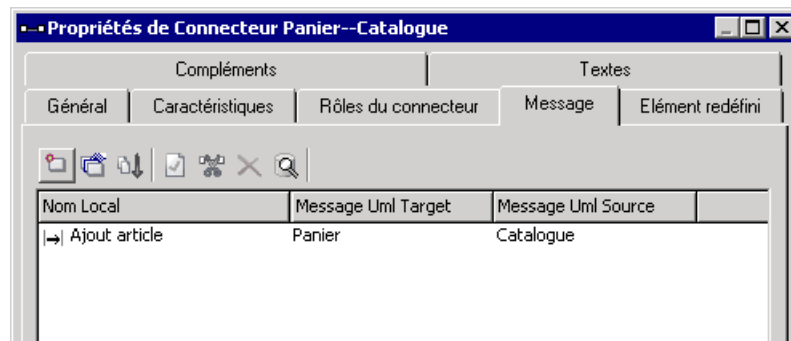 Propriétés de Connecteur Panier--Catalogue
Compléments Textes
Général Caractéristiques Rôles du connecteur Message Elément redéfini
Nom Local Message Uml Target Message Uml Source
Ajout article Panier Catalogue